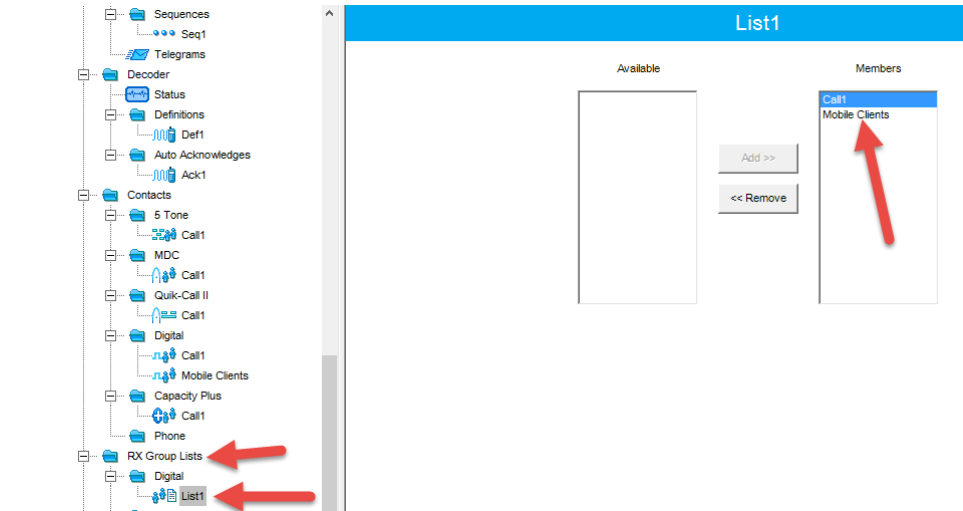 Sequences
Seq1
Telegrams
Decoder
Status
Definitions
Def1
Auto Acknowledges
Ack1
Contacts
5 Tone
Call1
MDC
Call1
Quik-Call II
Call1
Digital
Call1
Mobile Clients
Capacity Plus
Call1
Phone
RX Group Lists
Digital
List1
List1
Available
Members
Call1
Mobile Clients
Add >>
<< Remove